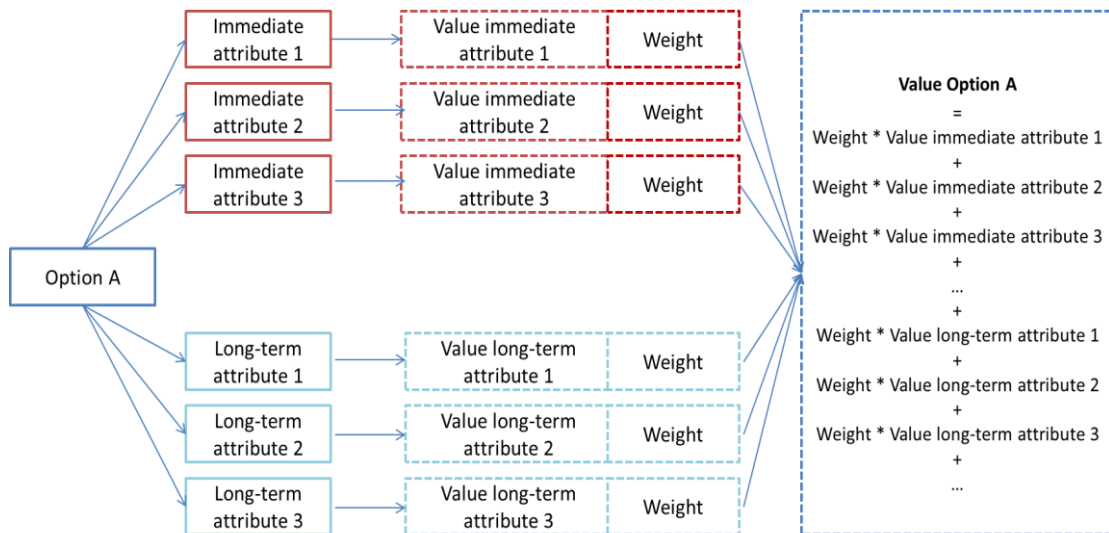 Immediate
attribute 1
Value immediate
attribute 1
Weight
Immediate
attribute 2
Value immediate
attribute 2
Weight
Immediate
attribute 3
Value immediate
attribute 3
Weight
Option A
Long-term
attribute 1
Value long-term
attribute 1
Weight
Long-term
attribute 2
Value long-term
attribute 2
Weight
Long-term
attribute 3
Value long-term
attribute 3
Weight
Value Option A
=
Weight * Value immediate attribute 1
+
Weight * Value immediate attribute 2
+
Weight * Value immediate attribute 3
+
...
+
Weight * Value long-term attribute 1
+
Weight * Value long-term attribute 2
+
Weight * Value long-term attribute 3
+
...